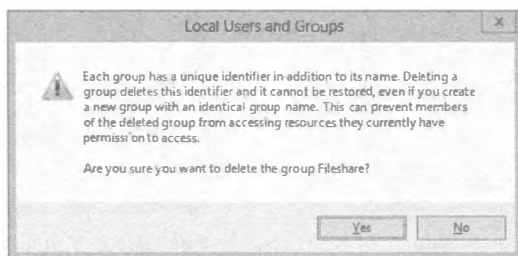 Local Users and Groups
x
Each group has a unique identifier in addition to its name. Deleting a
group deletes this identifier and it cannot be restored, even if you create
a new group with an identical group name. This can prevent members
of the deleted group from accessing resources they currently have
permission to access.
Are you sure you want to delete the group Fileshare?
Yes No